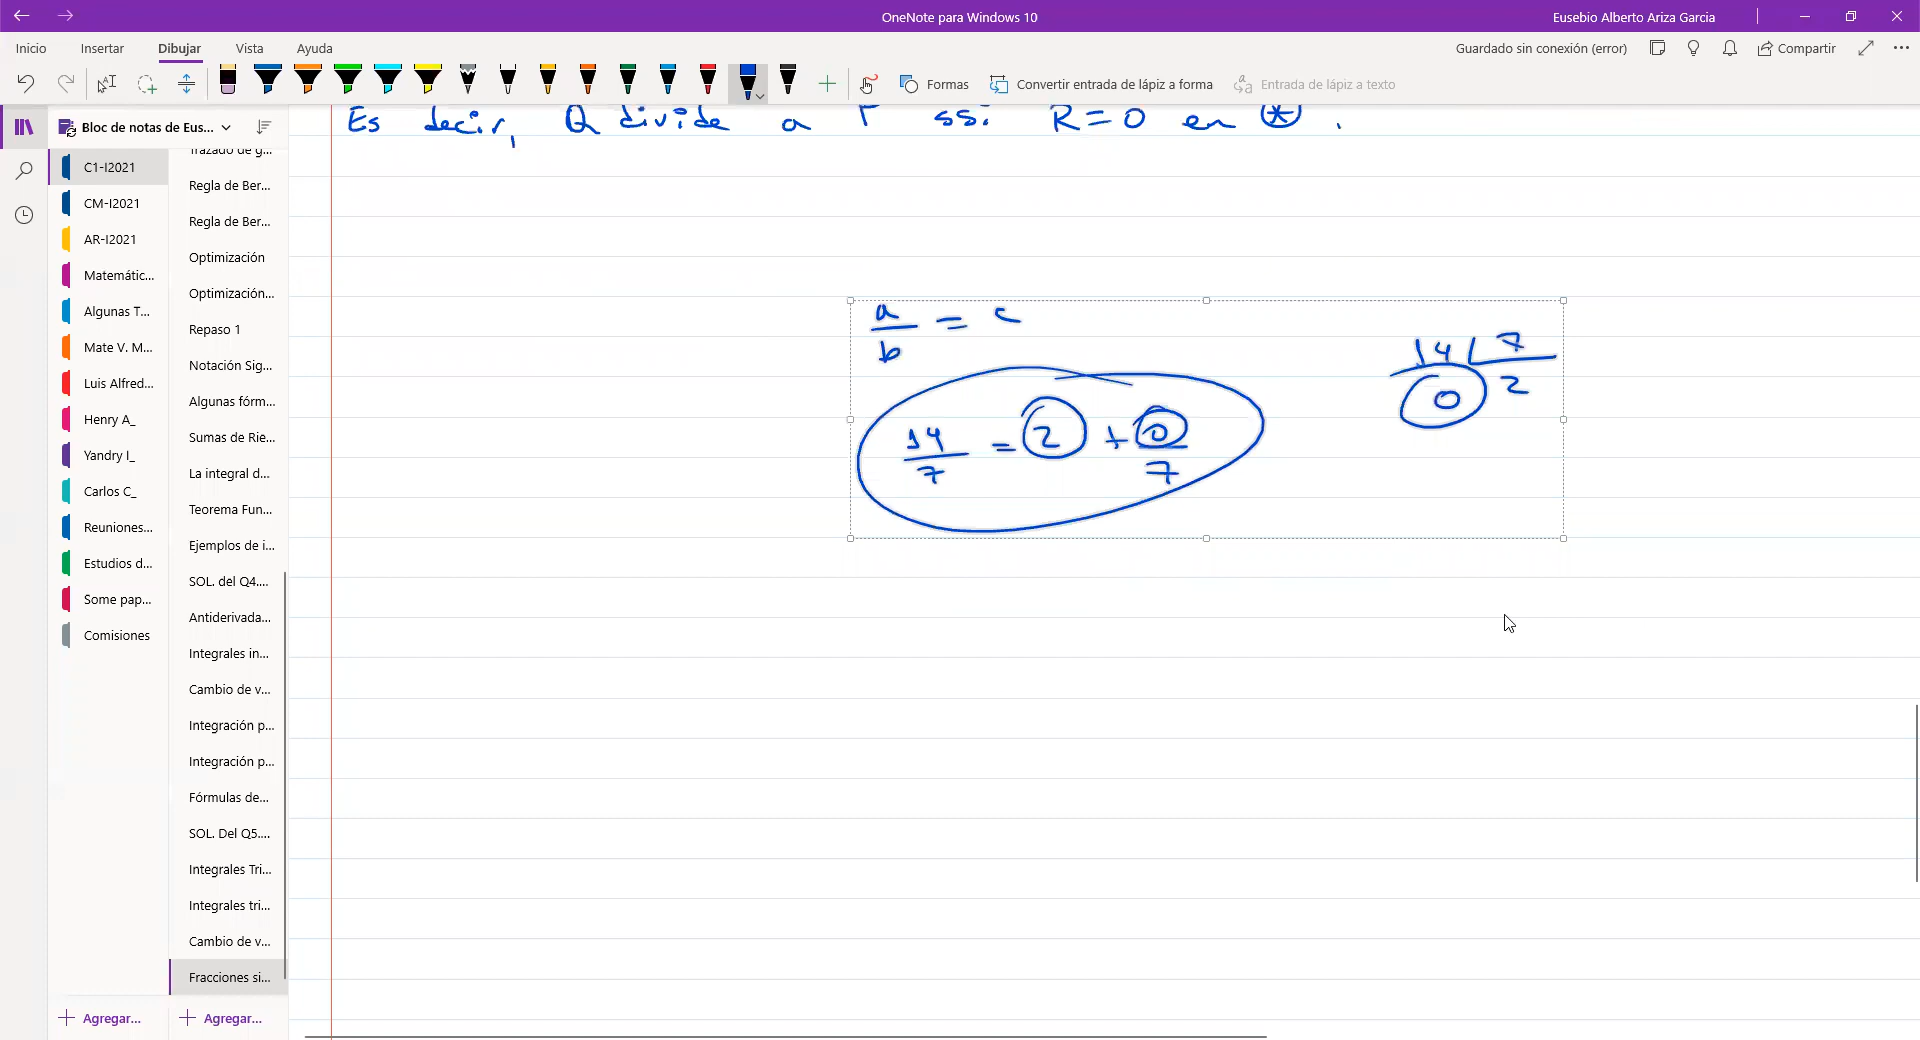 OneNote para Windows 10
Eusebio Alberto Ariza Garcia
Inicio Insertar Dibujar Vista Ayuda
Guardado sin conexión (error) Compartir
Formas Convertir entrada de lápiz a forma Entrada de lápiz a texto
Bloc de notas de Eus...
C1-I2021
CM-I2021
AR-I2021
Matemátic...
Algunas T...
Mate V. M...
Luis Alfred...
Henry A_
Yandry I_
Carlos C_
Reuniones...
Estudios d...
Some pap...
Comisiones
Agregar...
Trazado de g...
Regla de Ber...
Regla de Ber...
Optimización
Optimización...
Repaso 1
Notación Sig...
Algunas fórm...
Sumas de Rie...
La integral d...
Teorema Fun...
Ejemplos de i...
SOL. del Q4....
Antiderivada...
Integrales in...
Cambio de v...
Integración p...
Integración p...
Fórmulas de...
SOL. Del Q5....
Integrales Tri...
Integrales tri...
Cambio de v...
Fracciones si...
Agregar...
Es decir, Q divide a P ssi R=0 en ⊛ .
a/b = c
14/7 = 2 + 0/7
14 | 7
0 2